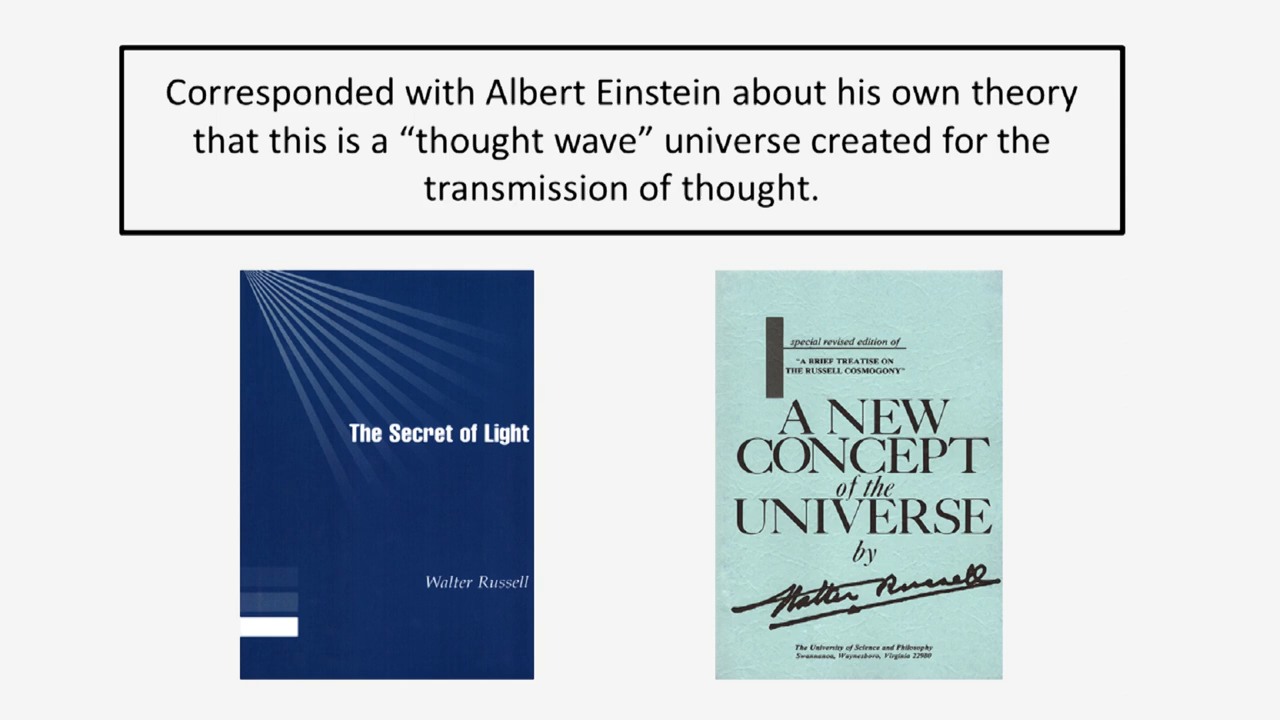 Corresponded with Albert Einstein about his own theory
that this is a “thought wave” universe created for the
transmission of thought.
The Secret of Light
Walter Russell
special revised edition of
"A BRIEF TREATISE ON
THE RUSSELL COSMOGONY"
A NEW
CONCEPT
of the
UNIVERSE
by
Walter Russell
The University of Science and Philosophy
Swannanoa, Waynesboro, Virginia 22980